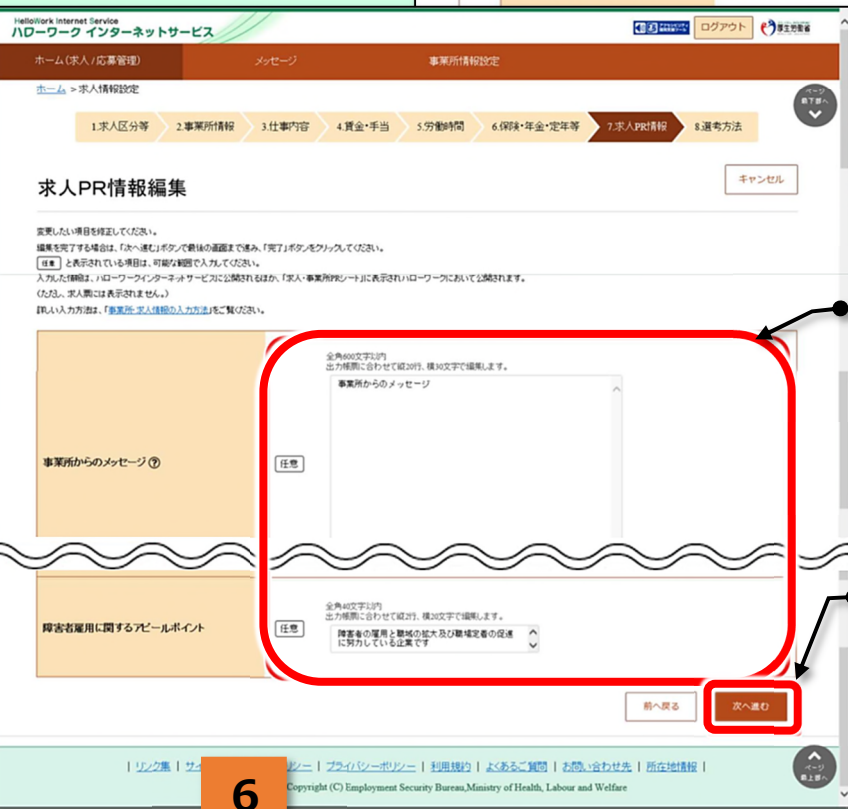 HelloWork Internet Service
ハローワーク インターネットサービス
ログアウト
厚生労働省
ホーム(求人/応募管理)
メッセージ
事業所情報設定
ホーム > 求人情報設定
ページ
最下部へ
1.求人区分等
2.事業所情報
3.仕事内容
4.賃金・手当
5.労働時間
6.保険・年金・定年等
7.求人PR情報
8.選考方法
求人PR情報編集
キャンセル
変更したい項目を修正してください。
編集を完了する場合は、「次へ進む」ボタンで最後の画面まで進み、「完了」ボタンをクリックしてください。
任意 と表示されている項目は、可能な範囲で入力してください。
入力した情報は、ハローワークインターネットサービスに公開されるほか、「求人・事業所PRシート」に表示されハローワークにおいて公開されます。
(ただし、求人票には表示されません。)
詳しい入力方法は、「事業所・求人情報の入力方法」をご覧ください。
全角600文字以内
出力帳票に合わせて縦20行、横30文字で編集します。
事業所からのメッセージ
事業所からのメッセージ ?
任意
全角40文字以内
出力帳票に合わせて縦2行、横20文字で編集します。
障害者雇用に関するアピールポイント
任意
障害者の雇用と職域の拡大及び職場定着の促進
に努力している企業です
前へ戻る
次へ進む
| リンク集 | サ
シー | プライバシーポリシー | 利用規約 | よくあるご質問 | お問い合わせ先 | 所在地情報 |
ページ
最上部へ
6
Copyright (C) Employment Security Bureau,Ministry of Health, Labour and Welfare